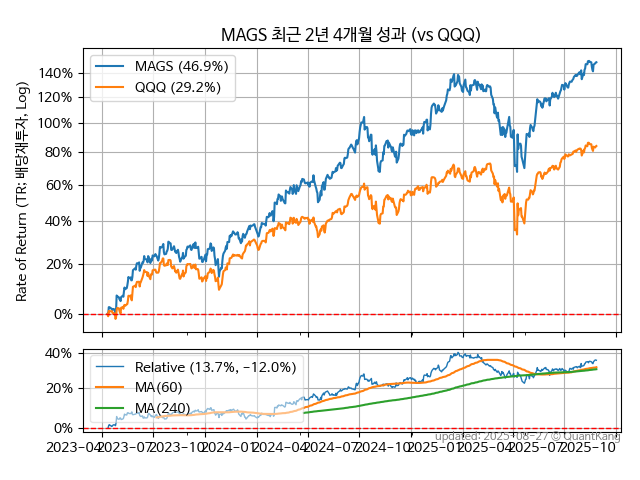 MAGS 최근 2년 4개월 성과 (vs QQQ)
Rate of Return (TR: 배당재투자, Log)
MAGS (46.9%)
QQQ (29.2%)
140%
120%
100%
80%
60%
40%
20%
0%
Relative (13.7%, −12.0%)
MA(60)
MA(240)
40%
20%
0%
2023-04
2023-07
2023-10
2024-01
2024-04
2024-07
2024-10
2025-01
2025-04
2025-07
2025-10
updated: 2025-08-27 © QuantKang